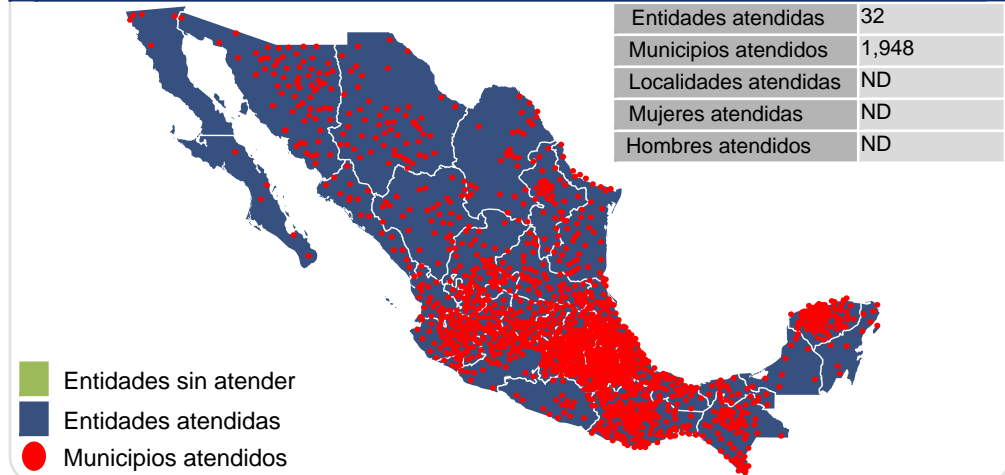 Entidades atendidas 32
Municipios atendidos 1,948
Localidades atendidas ND
Mujeres atendidas ND
Hombres atendidos ND
Entidades sin atender
Entidades atendidas
Municipios atendidos